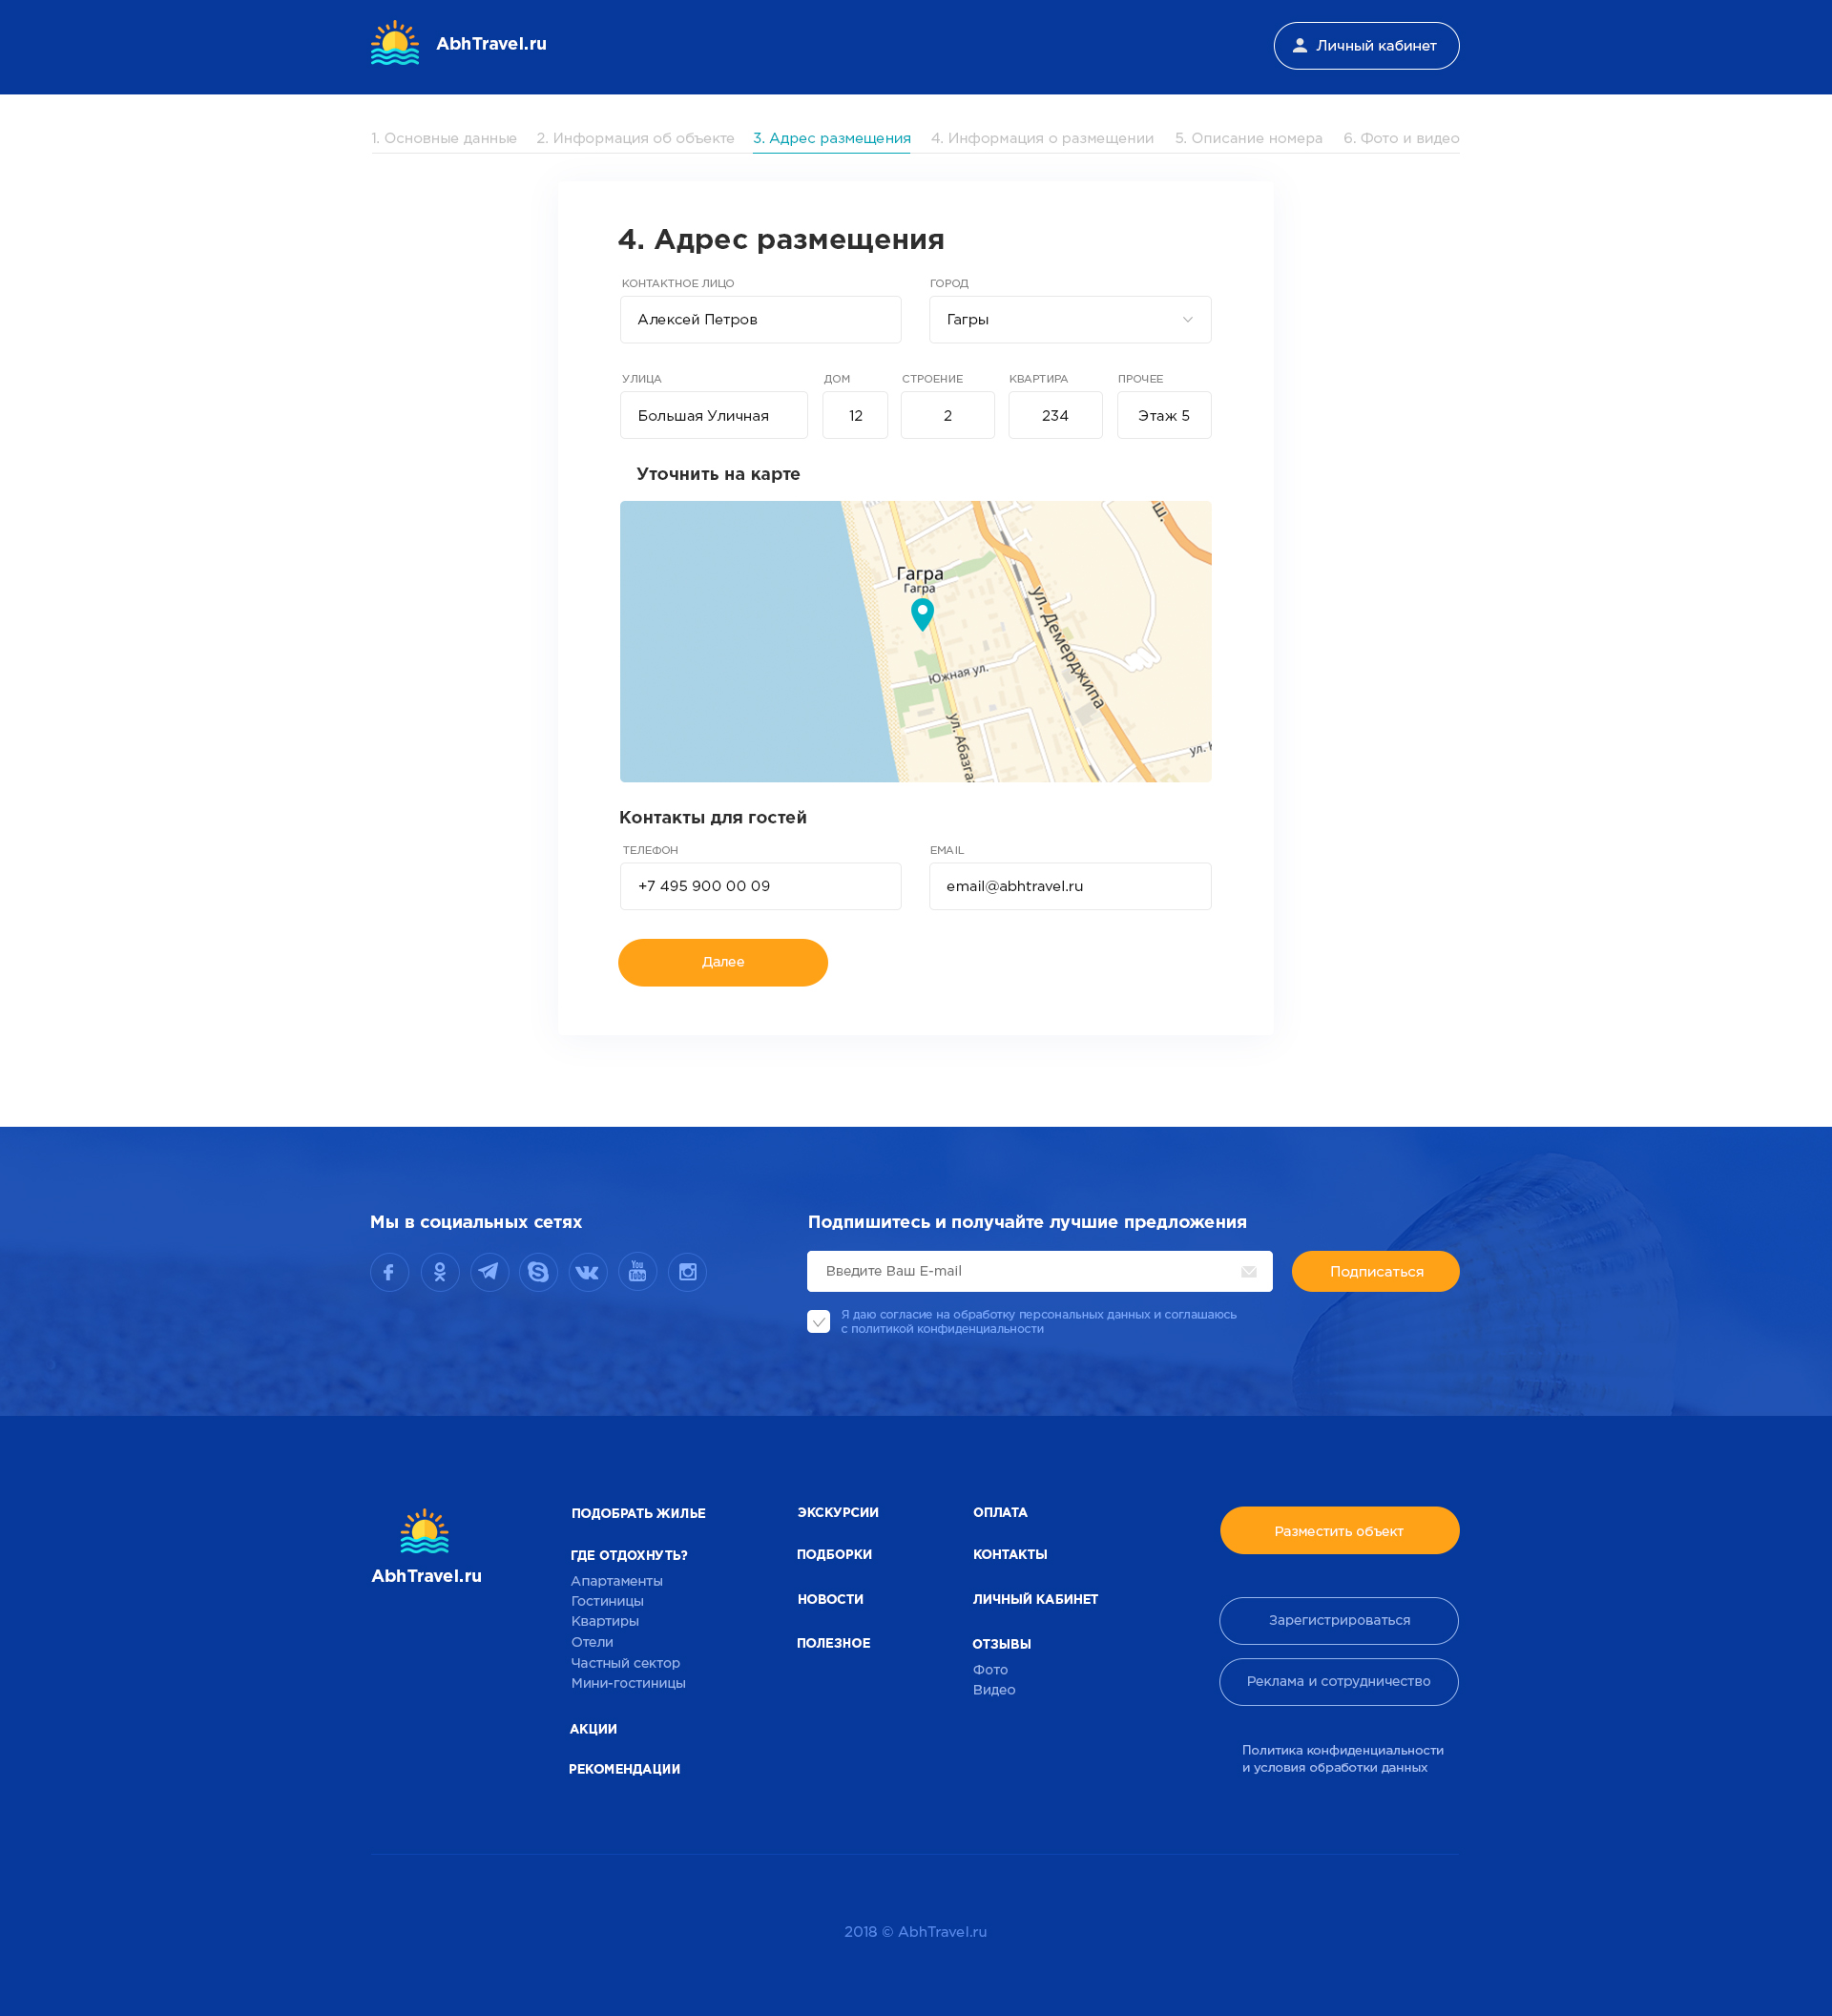 AbhTravel.ru
Личный кабинет
1. Основные данные
2. Информация об объекте
3. Адрес размещения
4. Информация о размещении
5. Описание номера
6. Фото и видео
4. Адрес размещения
КОНТАКТНОЕ ЛИЦО
ГОРОД
Алексей Петров
Гагры
УЛИЦА
ДОМ
СТРОЕНИЕ
КВАРТИРА
ПРОЧЕЕ
Большая Уличная
12
2
234
Этаж 5
Уточнить на карте
ш.
Гагра
Гагра
ул. Демерджипа
Южная ул.
ул. Абазга
ул.
Контакты для гостей
ТЕЛЕФОН
EMAIL
+7 495 900 00 09
email@abhtravel.ru
Далее
Мы в социальных сетях
Подпишитесь и получайте лучшие предложения
You
Tube
Введите Ваш E-mail
Подписаться
Я даю согласие на обработку персональных данных и соглашаюсь
с политикой конфиденциальности
AbhTravel.ru
ПОДОБРАТЬ ЖИЛЬЕ
ГДЕ ОТДОХНУТЬ?
Апартаменты
Гостиницы
Квартиры
Отели
Частный сектор
Мини-гостиницы
АКЦИИ
РЕКОМЕНДАЦИИ
ЭКСКУРСИИ
ПОДБОРКИ
НОВОСТИ
ПОЛЕЗНОЕ
ОПЛАТА
КОНТАКТЫ
ЛИЧНЫЙ КАБИНЕТ
ОТЗЫВЫ
Фото
Видео
Разместить объект
Зарегистрироваться
Реклама и сотрудничество
Политика конфиденциальности
и условия обработки данных
2018 © AbhTravel.ru